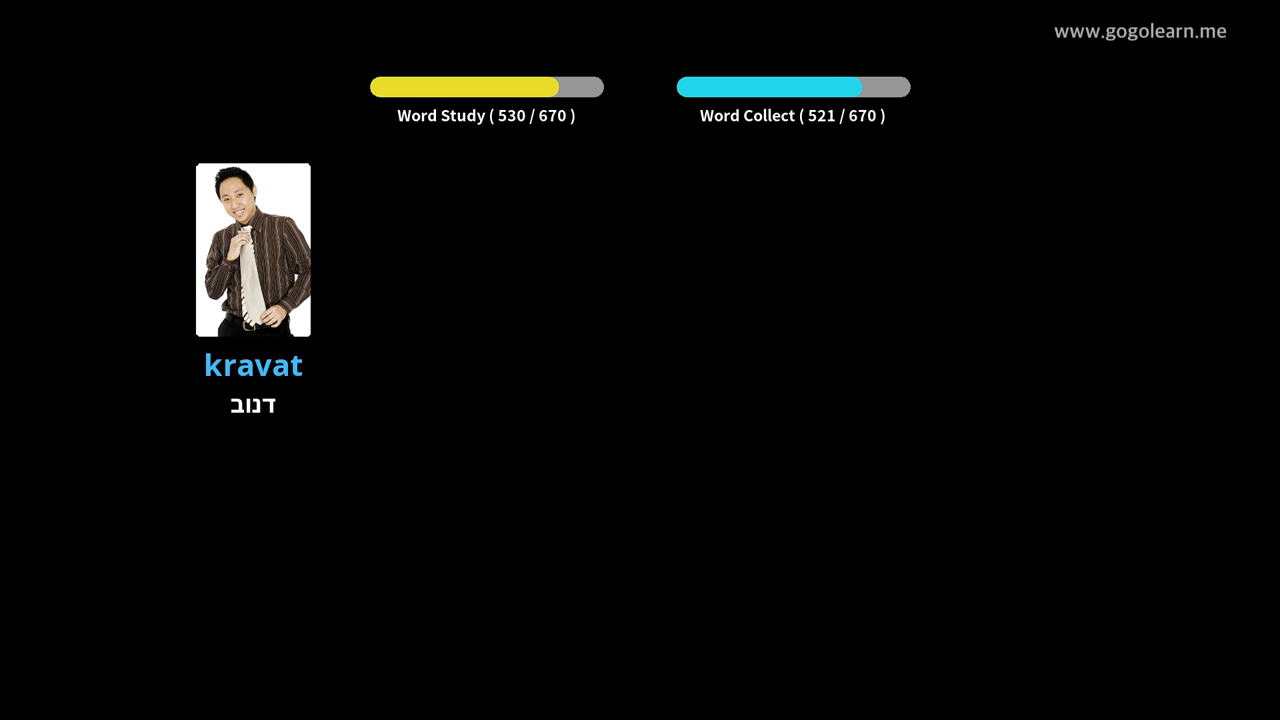 www.gogolearn.me
Word Study ( 530 / 670 )
Word Collect ( 521 / 670 )
kravat
דנוב